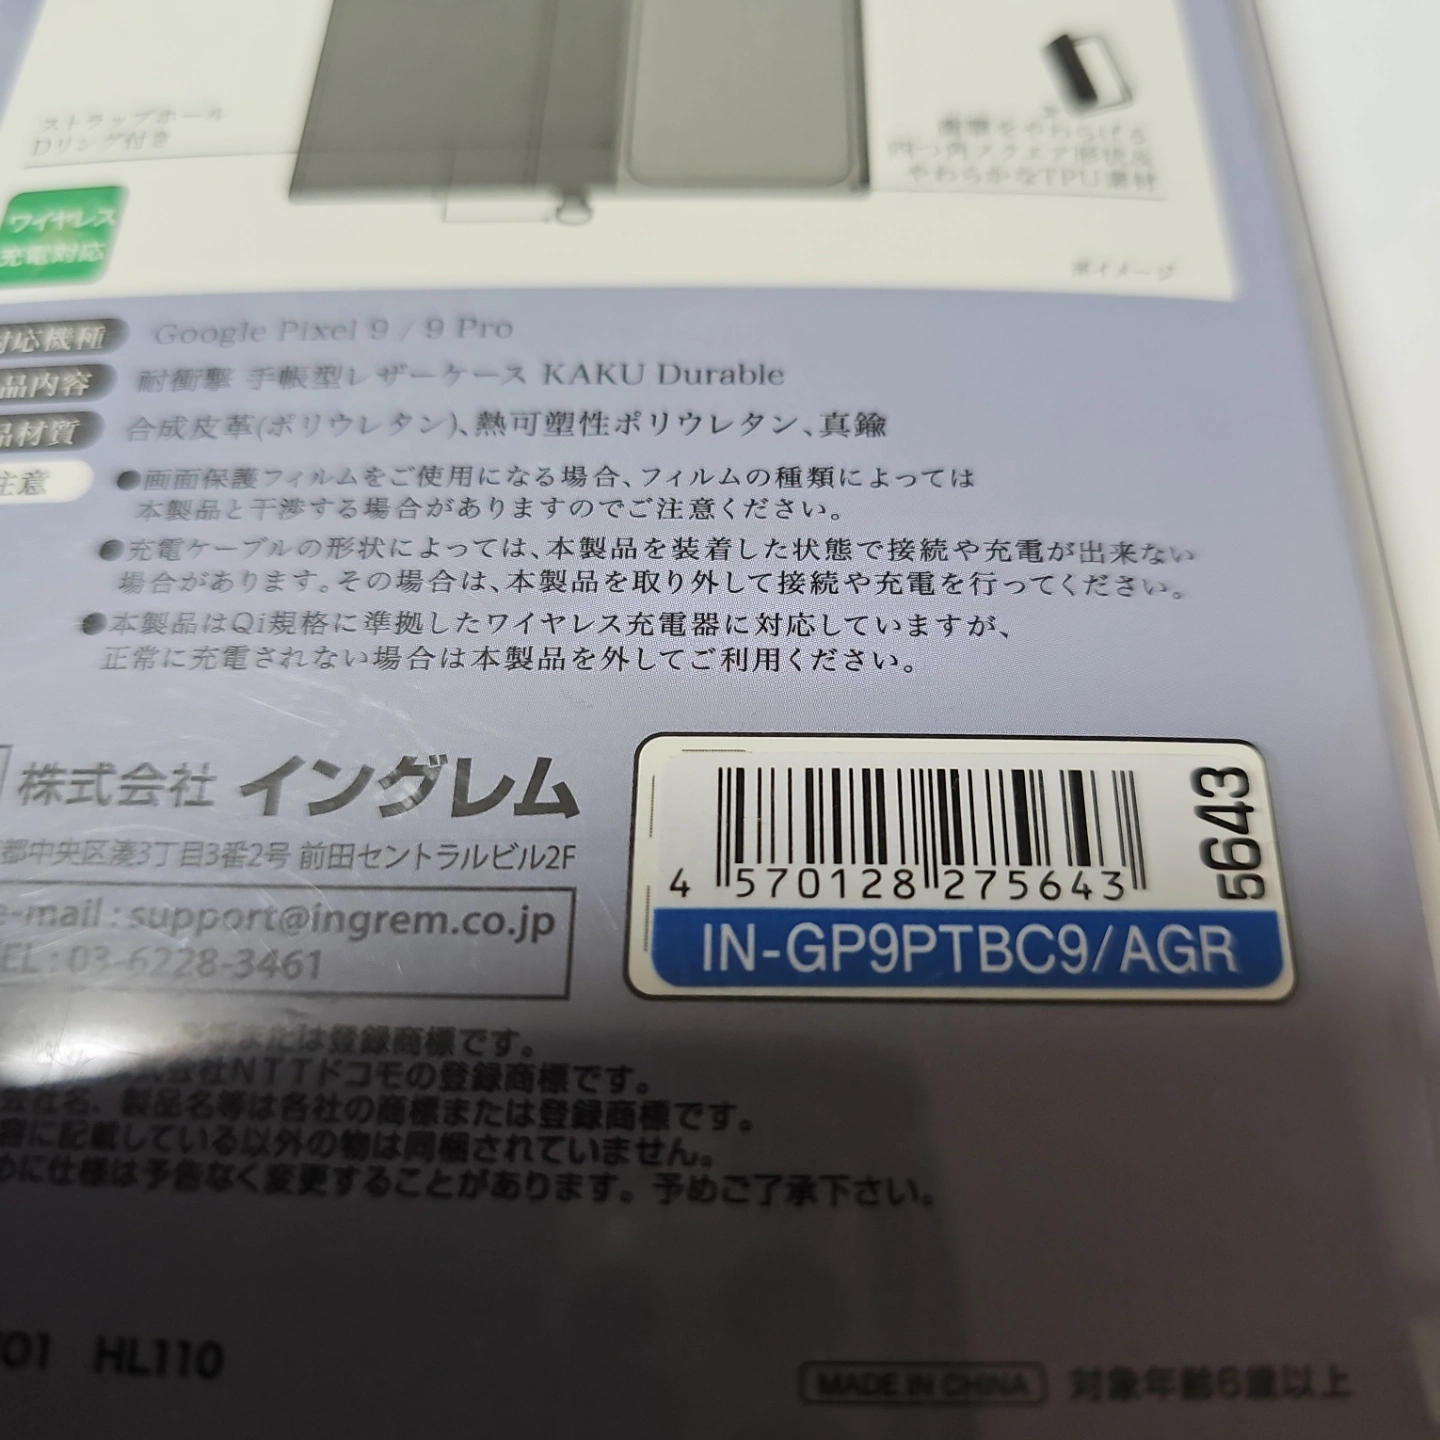 ストラップホール
Dリング付き
衝撃をやわらげる
四つ角スクエア形状&
やわらかなTPU素材
ワイヤレス
充電対応
※イメージ
対応機種 Google Pixel 9 / 9 Pro
品内容 耐衝撃 手帳型レザーケース KAKU Durable
品材質 合成皮革(ポリウレタン)、熱可塑性ポリウレタン、真鍮
注意 ●画面保護フィルムをご使用になる場合、フィルムの種類によっては
本製品と干渉する場合がありますのでご注意ください。
●充電ケーブルの形状によっては、本製品を装着した状態で接続や充電が出来ない
場合があります。その場合は、本製品を取り外して接続や充電を行ってください。
●本製品はQi規格に準拠したワイヤレス充電器に対応していますが、
正常に充電されない場合は本製品を外してご利用ください。
株式会社 イングレム
都中央区湊3丁目3番2号 前田セントラルビル2F
e-mail : support@ingrem.co.jp
TEL : 03-6228-3461
4 570128 275643
5643
IN-GP9PTBC9/AGR
または登録商標です。
式会社NTTドコモの登録商標です。
会社名、製品名等は各社の商標または登録商標です。
容に記載している以外の物は同梱されていません。
めに仕様は予告なく変更することがあります。予めご了承下さい。
01 HL110
MADE IN CHINA 対象年齢6歳以上